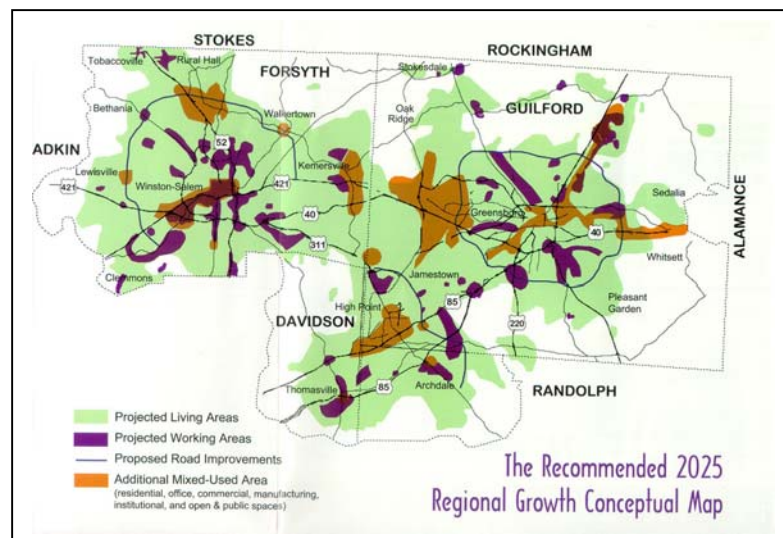 STOKES
ROCKINGHAM
Tobaccoville
Rural Hall
FORSYTH
Stokesdale
Bethania
Walkertown
Oak
Ridge
GUILFORD
ADKIN
52
Lewisville
Kernersville
421
Winston-Salem
421
Greensboro
Sedalia
40
40
ALAMANCE
311
Whitsett
Clemmons
Jamestown
High Point
85
Pleasant
Garden
DAVIDSON
220
Thomasville
85
Archdale
RANDOLPH
Projected Living Areas
Projected Working Areas
Proposed Road Improvements
Additional Mixed-Used Area
(residential, office, commercial, manufacturing,
institutional, and open & public spaces)
The Recommended 2025
Regional Growth Conceptual Map